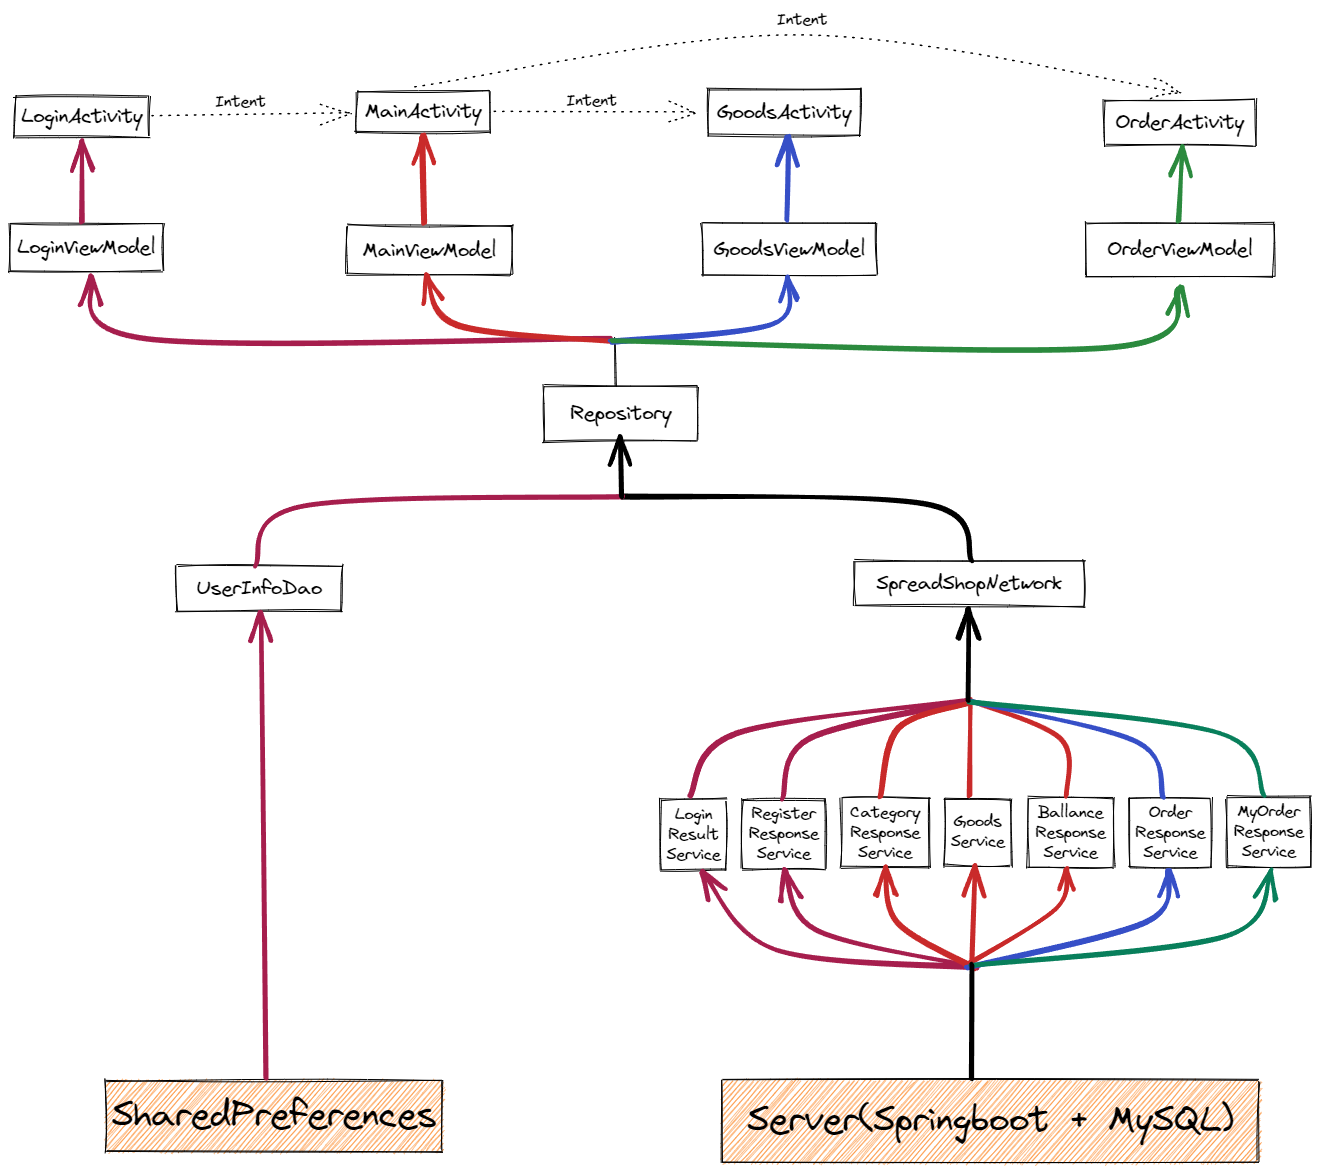 Intent
LoginActivity
Intent
MainActivity
Intent
GoodsActivity
OrderActivity
LoginViewModel
MainViewModel
GoodsViewModel
OrderViewModel
Repository
UserInfoDao
SpreadShopNetwork
Login
Result
Service
Register
Response
Service
Category
Response
Service
Goods
Service
Ballance
Response
Service
Order
Response
Service
MyOrder
Response
Service
SharedPreferences
Server(Springboot + MySQL)